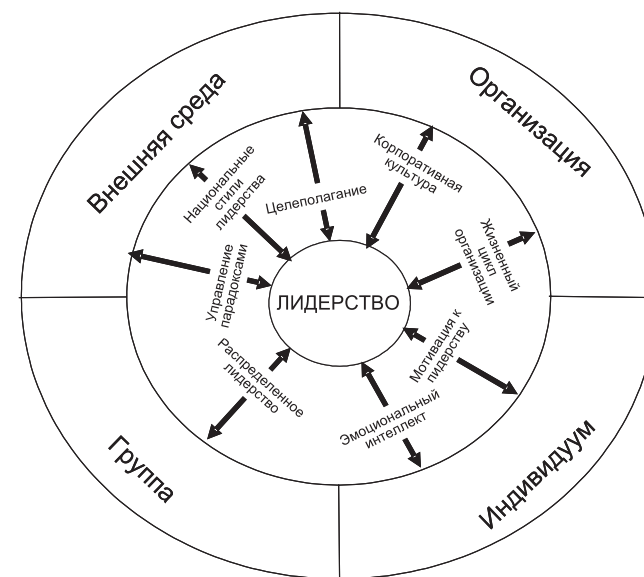 Внешняя среда
Организация
Национальные
стили
лидерства
Целеполагание
Корпоративная
культура
Жизненный
цикл
организации
Управление
парадоксами
ЛИДЕРСТВО
Мотивация к
лидерству
Распределенное
лидерство
Эмоциональный
интеллект
Группа
Индивидуум